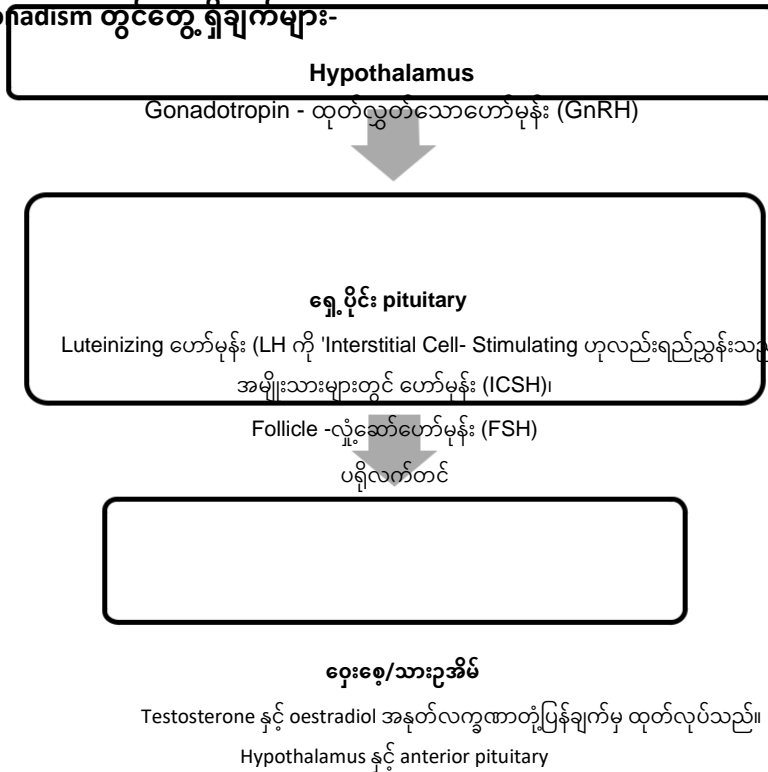 nadism တွင်တွေ့ရှိချက်များ-
Hypothalamus
Gonadotropin - ထုတ်လွှတ်သောဟော်မုန်း (GnRH)
ရှေ့ပိုင်း pituitary
Luteinizing ဟော်မုန်း (LH ကို 'Interstitial Cell- Stimulating ဟုလည်းရည်ညွှန်းသည်
အမျိုးသားများတွင် ဟော်မုန်း (ICSH)၊
Follicle -လှုံ့ဆော်ဟော်မုန်း (FSH)
ပရိုလက်တင်
ဝှေးစေ့/သားဥအိမ်
Testosterone နှင့် oestradiol အနုတ်လက္ခဏာတုံ့ပြန်ချက်မှ ထုတ်လုပ်သည်။
Hypothalamus နှင့် anterior pituitary